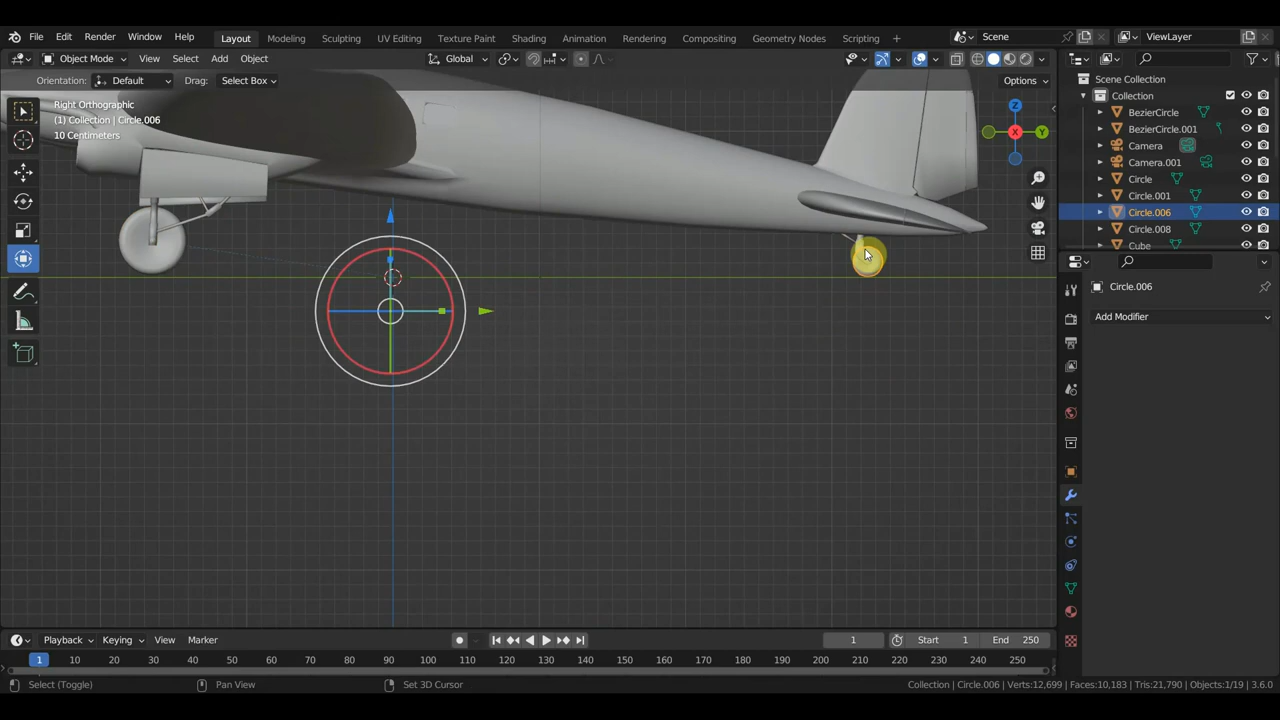 File Edit Render Window Help Layout Modeling Sculpting UV Editing Texture Paint Shading Animation Rendering Compositing Geometry Nodes Scripting + Scene ViewLayer
Object Mode View Select Add Object Global
Orientation: Default Drag: Select Box Options
Right Orthographic
(1) Collection | Circle.006
10 Centimeters
Z
X
Y
Scene Collection
Collection
BezierCircle
BezierCircle.001
Camera
Camera.001
Circle
Circle.001
Circle.006
Circle.008
Cube
Circle.006
Add Modifier
Playback Keying View Marker 1 Start 1 End 250
1 10 20 30 40 50 60 70 80 90 100 110 120 130 140 150 160 170 180 190 200 210 220 230 240 250
Select (Toggle) Pan View Set 3D Cursor Collection | Circle.006 | Verts:12,699 | Faces:10,183 | Tris:21,790 | Objects:1/19 | 3.6.0